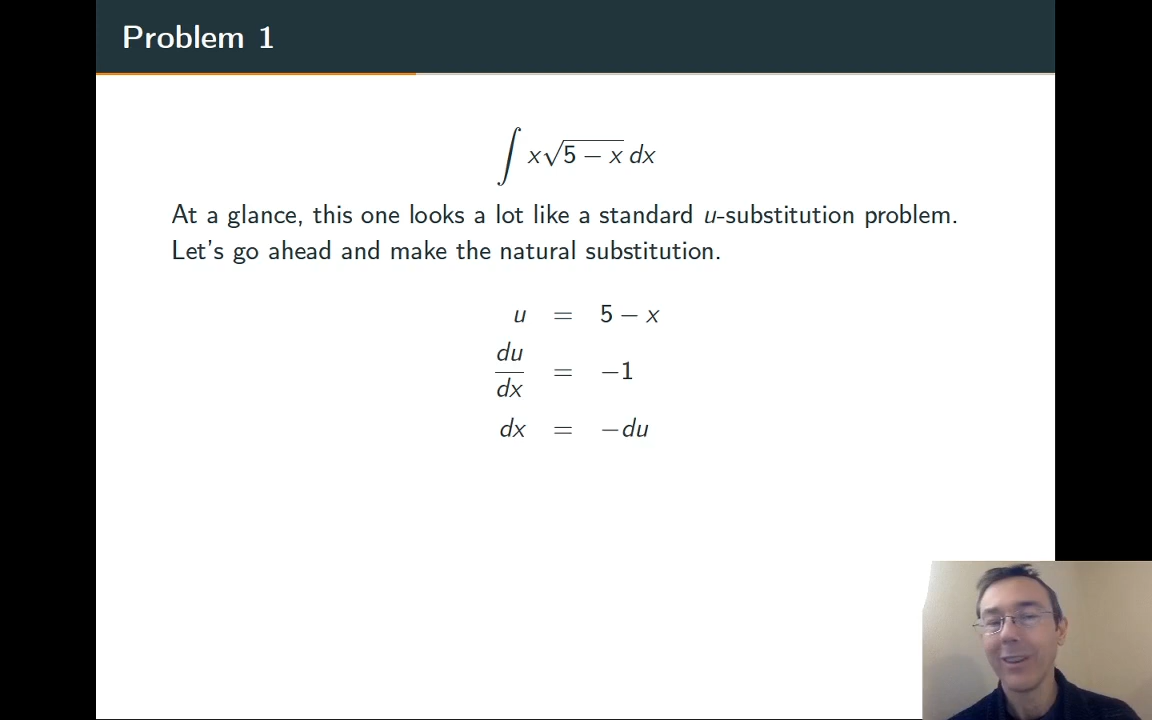 Problem 1
∫ x√(5 − x) dx
At a glance, this one looks a lot like a standard u-substitution problem.
Let's go ahead and make the natural substitution.
u = 5 − x
du/dx = −1
dx = −du